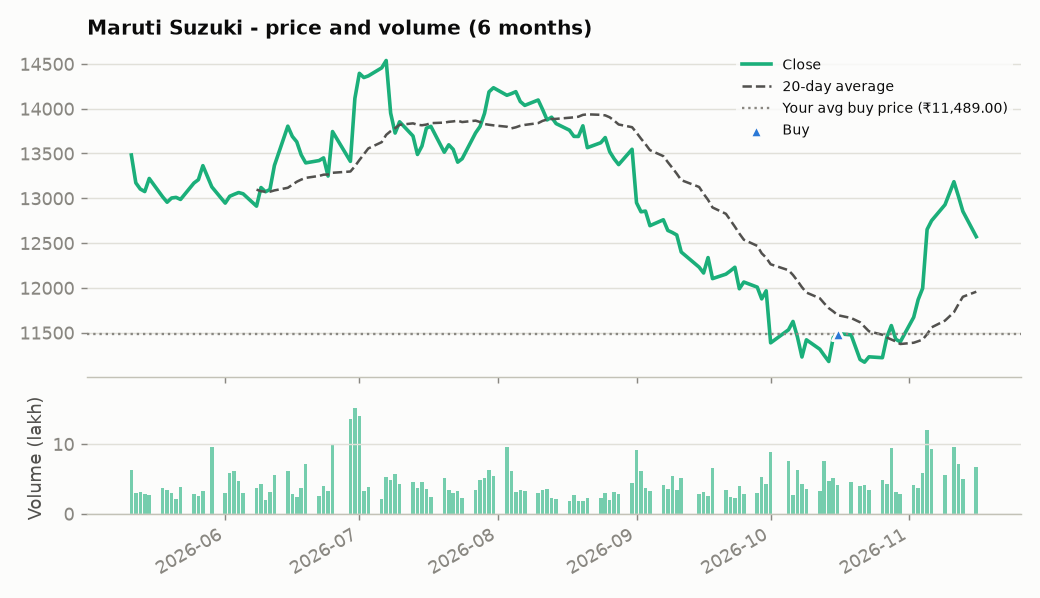 Maruti Suzuki - price and volume (6 months)
14500
14000
13500
13000
12500
12000
11500
Close
20-day average
Your avg buy price (₹11,489.00)
Buy
Volume (lakh)
10
0
2026-06
2026-07
2026-08
2026-09
2026-10
2026-11